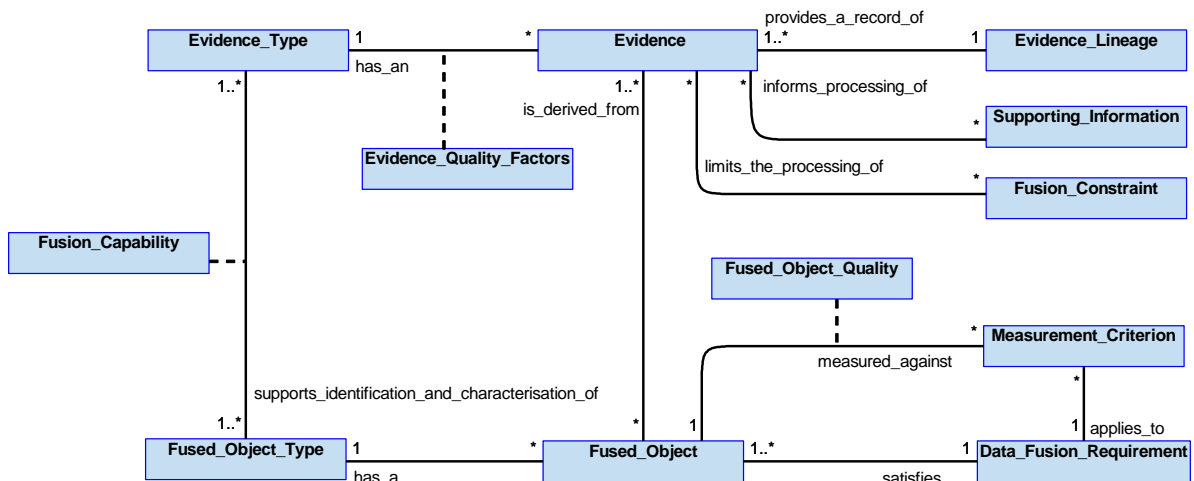 provides_a_record_of
Evidence_Type 1 * Evidence 1..* 1 Evidence_Lineage
has_an
1..* 1..* * * informs_processing_of
is_derived_from
* Supporting_Information
Evidence_Quality_Factors limits_the_processing_of
* Fusion_Constraint
Fusion_Capability
Fused_Object_Quality
* Measurement_Criterion
measured_against
*
supports_identification_and_characterisation_of
1..* * 1 1 applies_to
Fused_Object_Type 1 * Fused_Object 1..* 1 Data_Fusion_Requirement
has_a satisfies